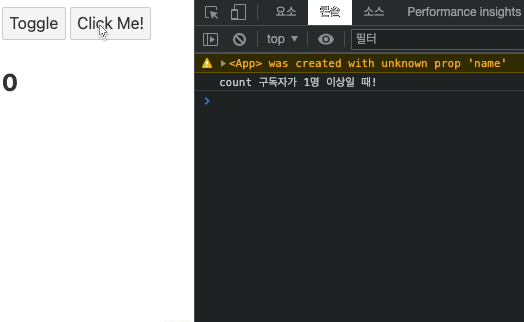 Toggle Click Me!
0
요소 콘솔 소스 Performance insights
top ▼ 필터
<App> was created with unknown prop 'name'
count 구독자가 1명 이상일 때!